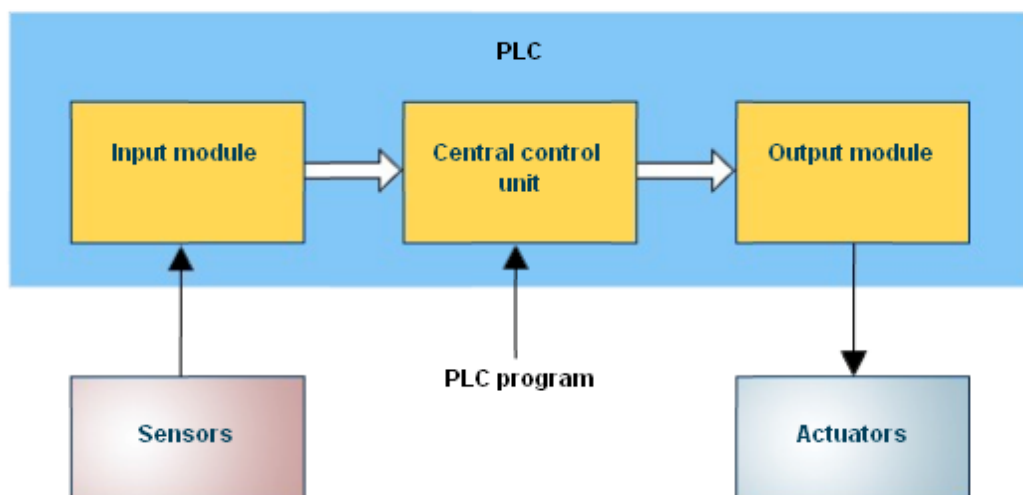 PLC
Input module
Central control
unit
Output module
PLC program
Sensors
Actuators